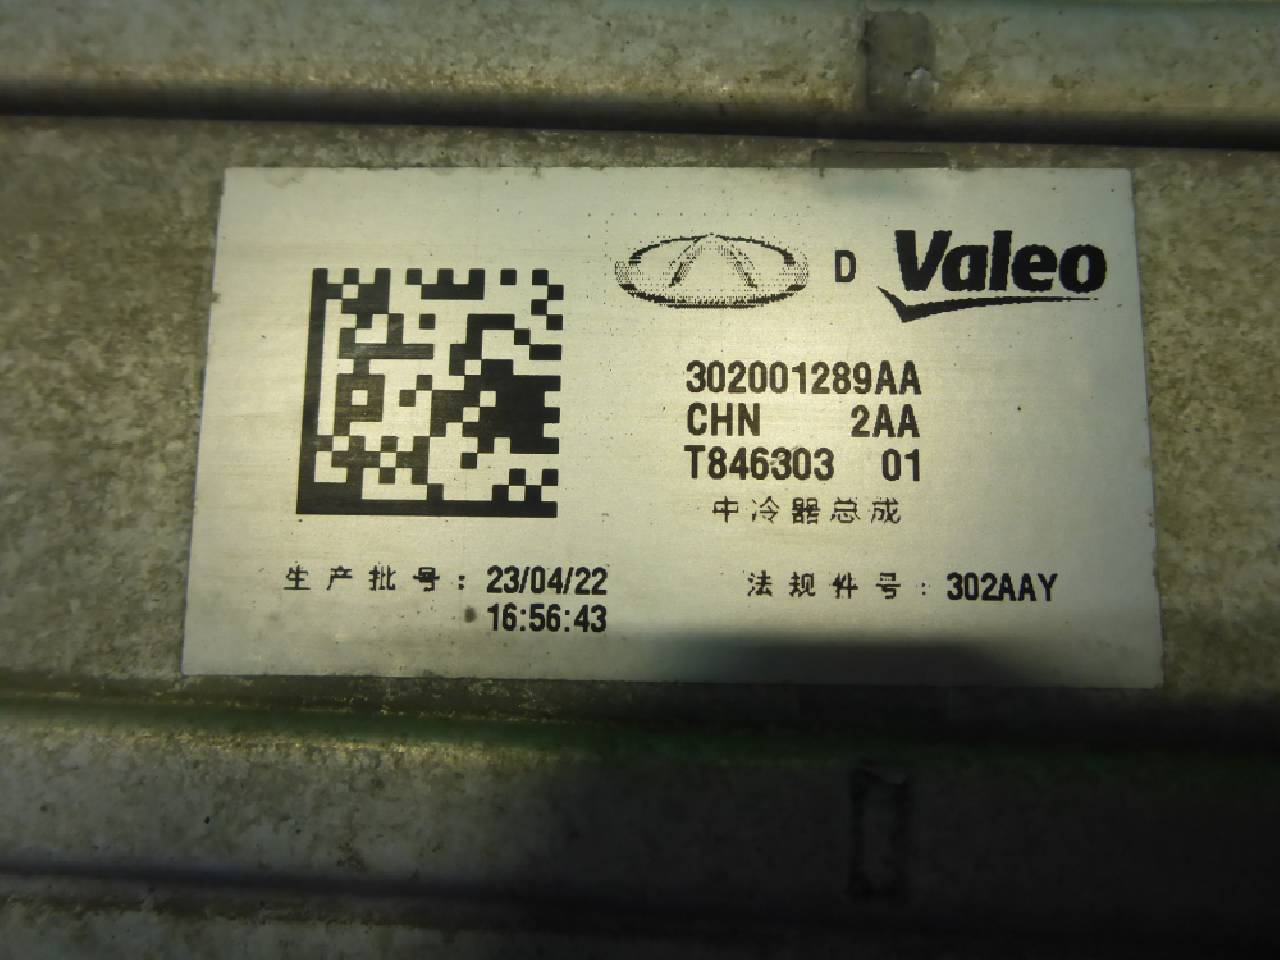 D Valeo
302001289AA
CHN 2AA
T846303 01
中冷器总成
生产批号: 23/04/22
16:56:43
法规件号: 302AAY